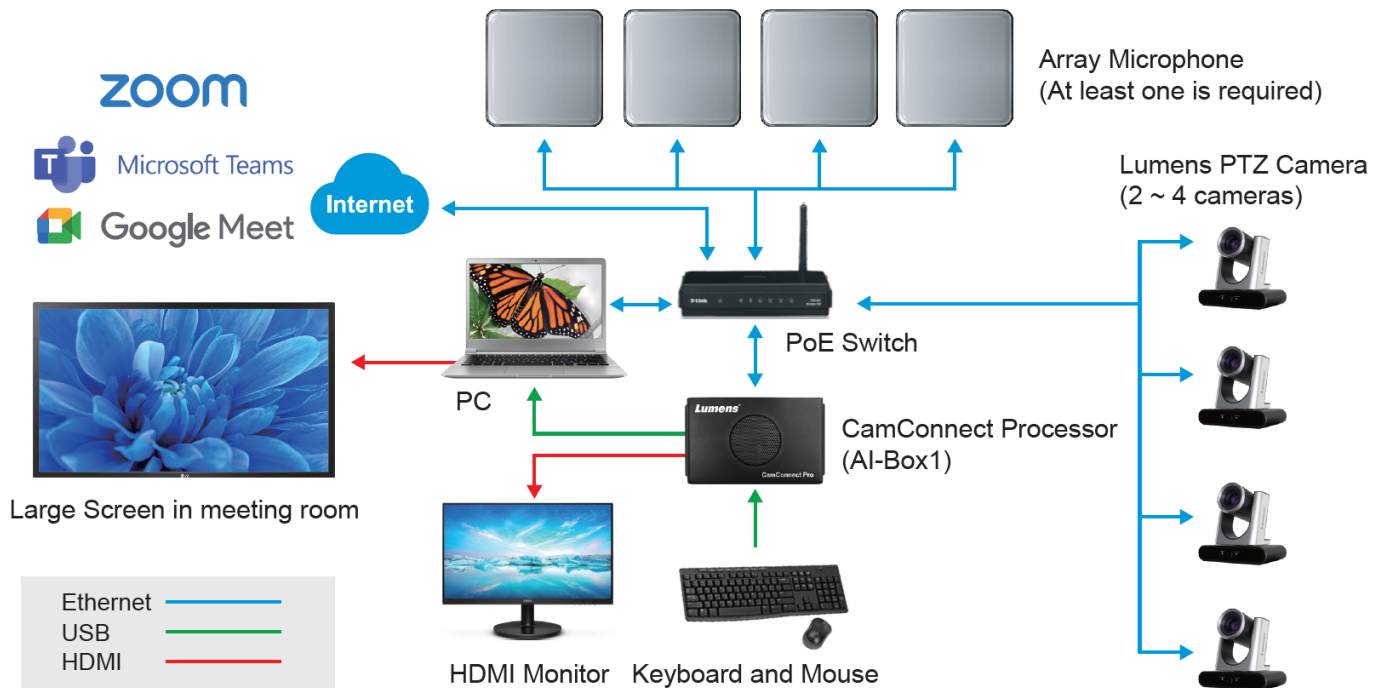 zoom
Microsoft Teams
Google Meet
Internet
Array Microphone
(At least one is required)
Lumens PTZ Camera
(2 ~ 4 cameras)
D-Link
PoE Switch
PC
Lumens
CamConnect Pro
CamConnect Processor
(AI-Box1)
Large Screen in meeting room
HDMI Monitor
Keyboard and Mouse
Ethernet
USB
HDMI